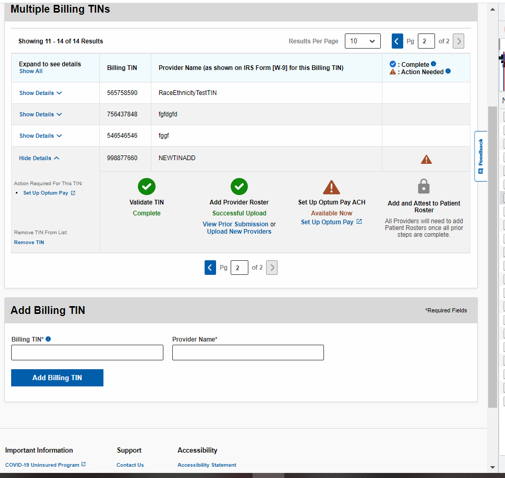 Multiple Billing TINs
Showing 11 - 14 of 14 Results
Results Per Page 10 Pg 2 of 2
Expand to see details
Show All
Billing TIN
Provider Name (as shown on IRS Form [W-9] for this Billing TIN)
: Complete
: Action Needed
Show Details 565758590 RaceEthnicityTestTIN
Show Details 756437848 fgfdgfd
Show Details 546546546 fggf
Hide Details 998877660 NEWTINADD
Action Required For This TIN:
• Set Up Optum Pay
Remove TIN From List:
Remove TIN
Validate TIN
Complete
Add Provider Roster
Successful Upload
View Prior Submission or
Upload New Providers
Set Up Optum Pay ACH
Available Now
Set Up Optum Pay
Add and Attest to Patient
Roster
All Providers will need to add
Patient Rosters once all prior
steps are complete
Pg 2 of 2
Feedback
Add Billing TIN
*Required Fields
Billing TIN*
Provider Name*
Add Billing TIN
Important Information Support Accessibility
COVID-19 Uninsured Program Contact Us Accessibility Statement